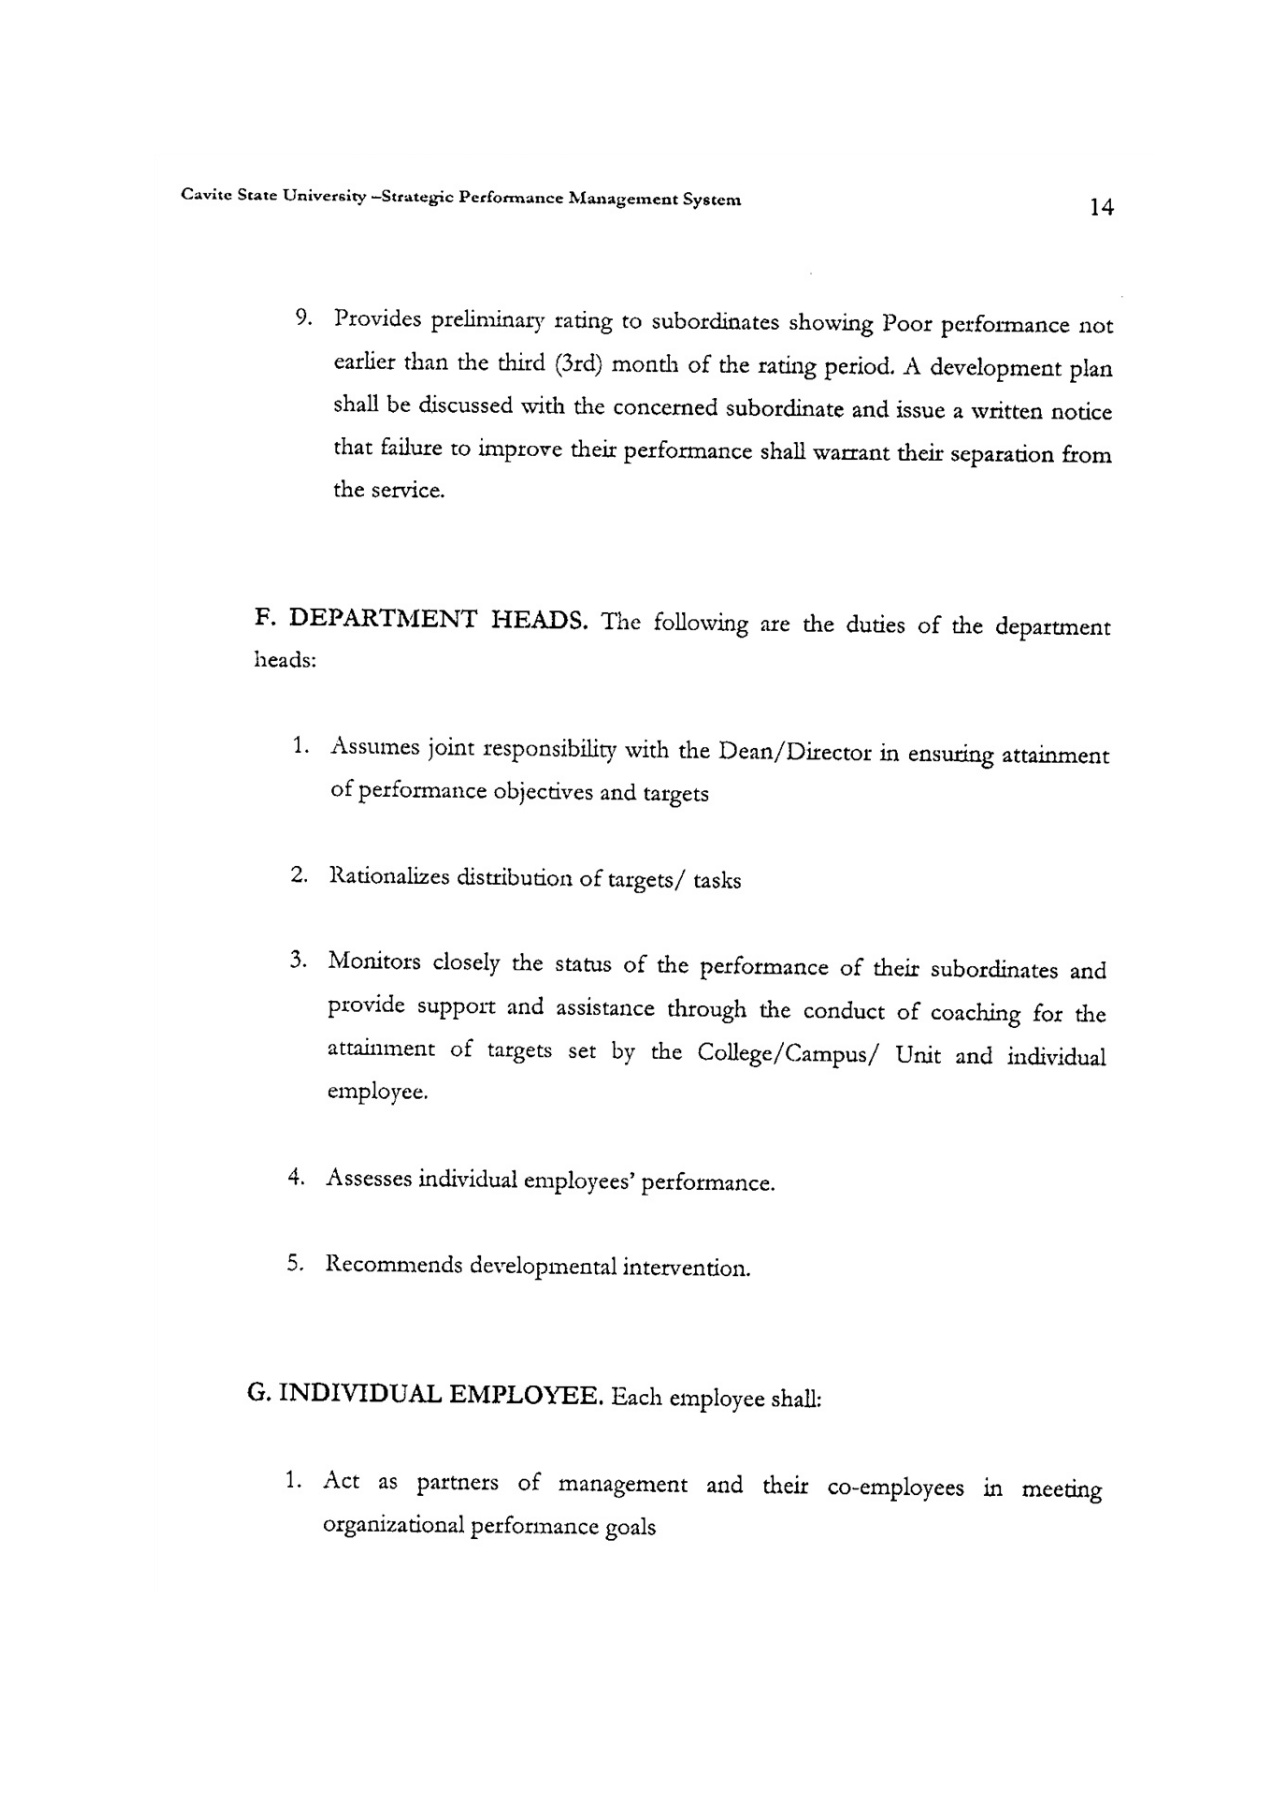 Cavite State University –Strategic Performance Management System
14
9. Provides preliminary rating to subordinates showing Poor performance not
earlier than the third (3rd) month of the rating period. A development plan
shall be discussed with the concerned subordinate and issue a written notice
that failure to improve their performance shall warrant their separation from
the service.
F. DEPARTMENT HEADS. The following are the duties of the department
heads:
1. Assumes joint responsibility with the Dean/Director in ensuring attainment
of performance objectives and targets
2. Rationalizes distribution of targets/ tasks
3. Monitors closely the status of the performance of their subordinates and
provide support and assistance through the conduct of coaching for the
attainment of targets set by the College/Campus/ Unit and individual
employee.
4. Assesses individual employees’ performance.
5. Recommends developmental intervention.
G. INDIVIDUAL EMPLOYEE. Each employee shall:
1. Act as partners of management and their co-employees in meeting
organizational performance goals